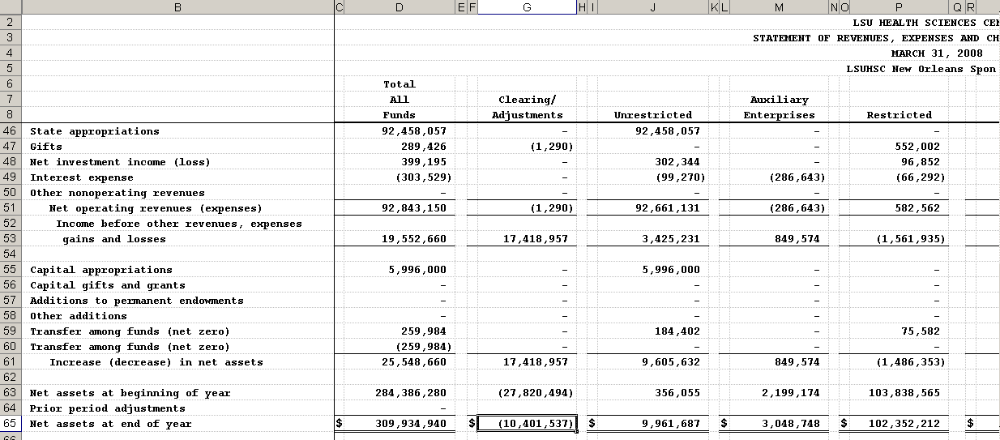 B C D E F G H I J K L M N O P Q R
2 LSU HEALTH SCIENCES CEN
3 STATEMENT OF REVENUES, EXPENSES AND CH
4 MARCH 31, 2008
5 LSUHSC New Orleans Spon
6 Total
7 All Clearing/ Auxiliary
8 Funds Adjustments Unrestricted Enterprises Restricted
46 State appropriations 92,458,057 - 92,458,057 - -
47 Gifts 289,426 (1,290) - - 552,002
48 Net investment income (loss) 399,195 - 302,344 - 96,852
49 Interest expense (303,529) - (99,270) (286,643) (66,292)
50 Other nonoperating revenues - - - - -
51 Net operating revenues (expenses) 92,843,150 (1,290) 92,661,131 (286,643) 582,562
52 Income before other revenues, expenses
53 gains and losses 19,552,660 17,418,957 3,425,231 849,574 (1,561,935)
54
55 Capital appropriations 5,996,000 - 5,996,000 - -
56 Capital gifts and grants - - - - -
57 Additions to permanent endowments - - - - -
58 Other additions - - - - -
59 Transfer among funds (net zero) 259,984 - 184,402 - 75,582
60 Transfer among funds (net zero) (259,984) - - - -
61 Increase (decrease) in net assets 25,548,660 17,418,957 9,605,632 849,574 (1,486,353)
62
63 Net assets at beginning of year 284,386,280 (27,820,494) 356,055 2,199,174 103,838,565
64 Prior period adjustments -
65 Net assets at end of year $ 309,934,940 $ (10,401,537) $ 9,961,687 $ 3,048,748 $ 102,352,212 $